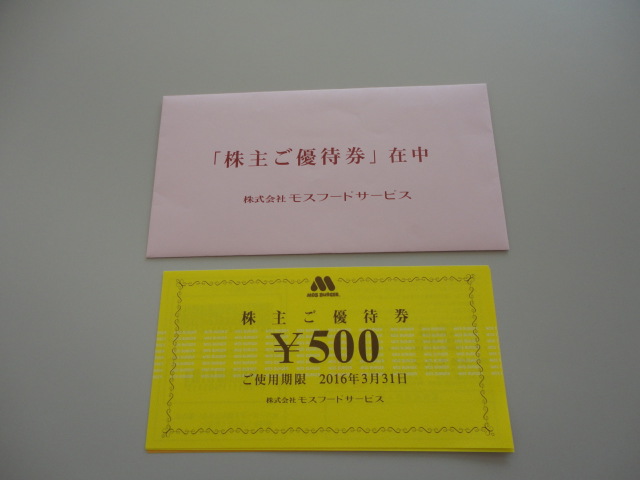 「株主ご優待券」在中
株式会社 モスフードサービス
MOS BURGER
株主ご優待券
¥500
ご使用期限 2016年3月31日
株式会社 モスフードサービス